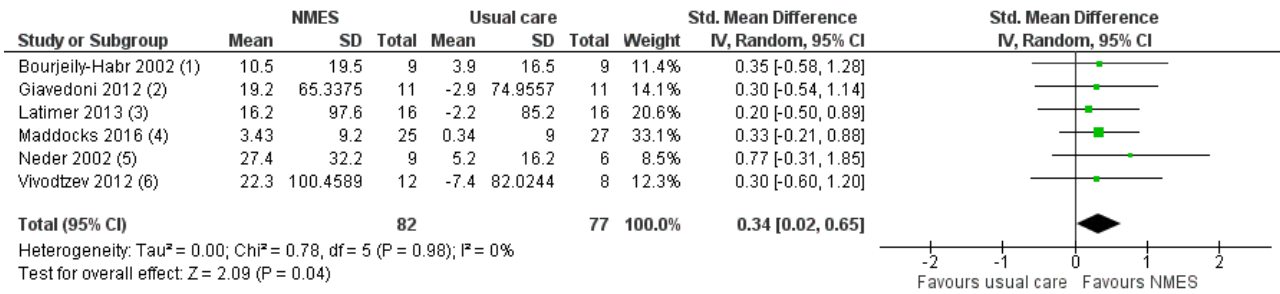 NMES Usual care Std. Mean Difference Std. Mean Difference
Study or Subgroup Mean SD Total Mean SD Total Weight IV, Random, 95% CI IV, Random, 95% CI
Bourjeily-Habr 2002 (1) 10.5 19.5 9 3.9 16.5 9 11.4% 0.35 [-0.58, 1.28]
Giavedoni 2012 (2) 19.2 65.3375 11 -2.9 74.9557 11 14.1% 0.30 [-0.54, 1.14]
Latimer 2013 (3) 16.2 97.6 16 -2.2 85.2 16 20.6% 0.20 [-0.50, 0.89]
Maddocks 2016 (4) 3.43 9.2 25 0.34 9 27 33.1% 0.33 [-0.21, 0.88]
Neder 2002 (5) 27.4 32.2 9 5.2 16.2 6 8.5% 0.77 [-0.31, 1.85]
Vivodtzev 2012 (6) 22.3 100.4589 12 -7.4 82.0244 8 12.3% 0.30 [-0.60, 1.20]
Total (95% CI) 82 77 100.0% 0.34 [0.02, 0.65]
Heterogeneity: Tau² = 0.00; Chi² = 0.78, df = 5 (P = 0.98); I² = 0%
Test for overall effect: Z = 2.09 (P = 0.04)
-2 -1 0 1 2
Favours usual care Favours NMES